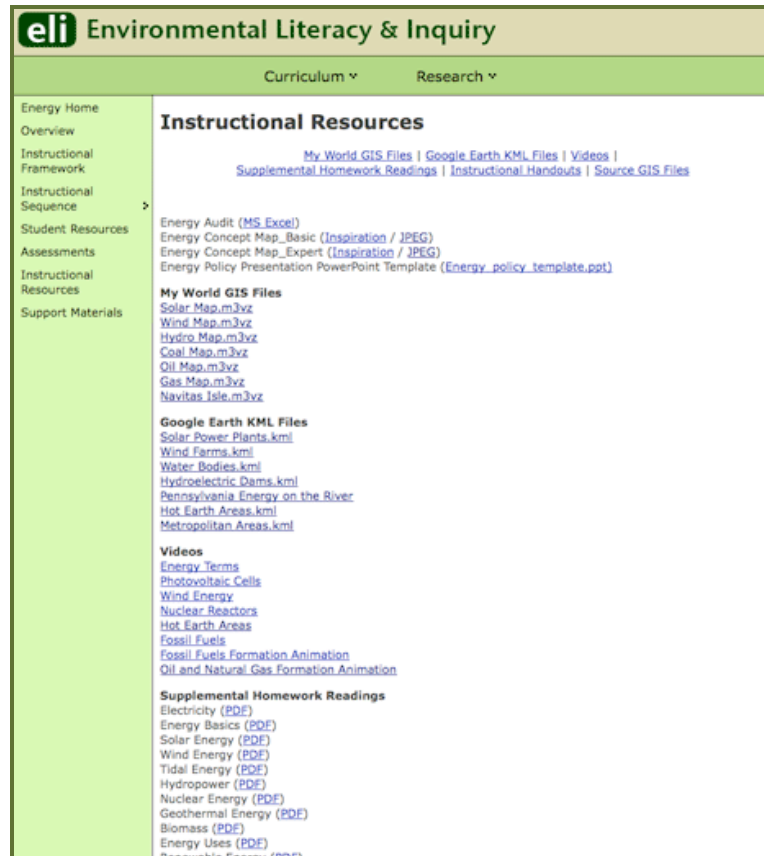 eli Environmental Literacy & Inquiry
Curriculum Research
Energy Home
Overview
Instructional
Framework
Instructional
Sequence >
Student Resources
Assessments
Instructional
Resources
Support Materials
Instructional Resources
My World GIS Files | Google Earth KML Files | Videos |
Supplemental Homework Readings | Instructional Handouts | Source GIS Files
Energy Audit (MS Excel)
Energy Concept Map_Basic (Inspiration / JPEG)
Energy Concept Map_Expert (Inspiration / JPEG)
Energy Policy Presentation PowerPoint Template (Energy_policy_template.ppt)
My World GIS Files
Solar Map.m3vz
Wind Map.m3vz
Hydro Map.m3vz
Coal Map.m3vz
Oil Map.m3vz
Gas Map.m3vz
Navitas Isle.m3vz
Google Earth KML Files
Solar Power Plants.kml
Wind Farms.kml
Water Bodies.kml
Hydroelectric Dams.kml
Pennsylvania Energy on the River
Hot Earth Areas.kml
Metropolitan Areas.kml
Videos
Energy Terms
Photovoltaic Cells
Wind Energy
Nuclear Reactors
Hot Earth Areas
Fossil Fuels
Fossil Fuels Formation Animation
Oil and Natural Gas Formation Animation
Supplemental Homework Readings
Electricity (PDF)
Energy Basics (PDF)
Solar Energy (PDF)
Wind Energy (PDF)
Tidal Energy (PDF)
Hydropower (PDF)
Nuclear Energy (PDF)
Geothermal Energy (PDF)
Biomass (PDF)
Energy Uses (PDF)
Renewable Energy (PDF)